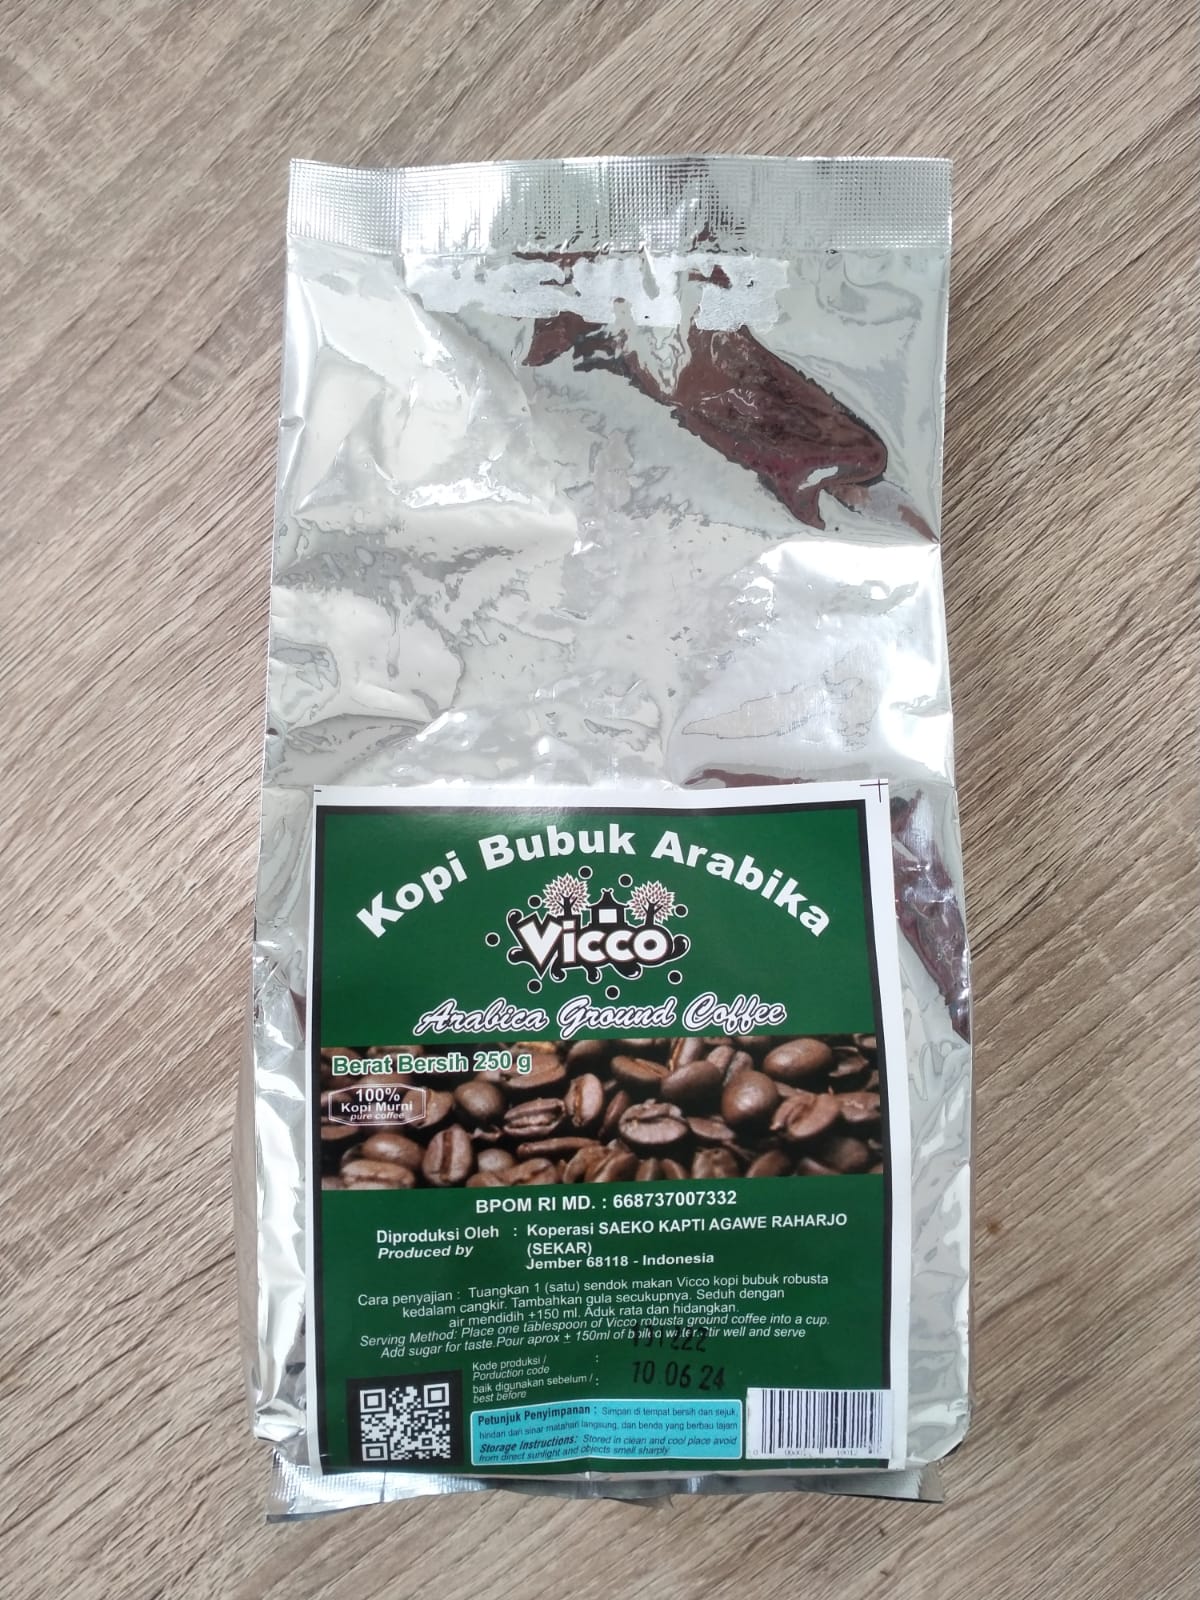 Kopi Bubuk Arabika
Vicco
Arabica Ground Coffee
Berat Bersih 250 g
100%
Kopi Murni
pure coffee
BPOM RI MD. : 668737007332
Diproduksi Oleh : Koperasi SAEKO KAPTI AGAWE RAHARJO
Produced by (SEKAR)
Jember 68118 - Indonesia
Cara penyajian : Tuangkan 1 (satu) sendok makan Vicco kopi bubuk robusta
kedalam cangkir. Tambahkan gula secukupnya. Seduh dengan
air mendidih ±150 ml. Aduk rata dan hidangkan.
Serving Method: Place one tablespoon of Vicco robusta ground coffee into a cup.
Add sugar for taste.Pour aprox ± 150ml of boiled water.stir well and serve
Kode produksi / :
Porduction code
baik digunakan sebelum / : 10 06 24
best before
Petunjuk Penyimpanan : Simpan di tempat bersih dan sejuk,
hindari dari sinar matahari langsung, dan benda yang berbau tajam
Storage Instructions: Stored in clean and cool place avoid
from direct sunlight and objects smell sharply